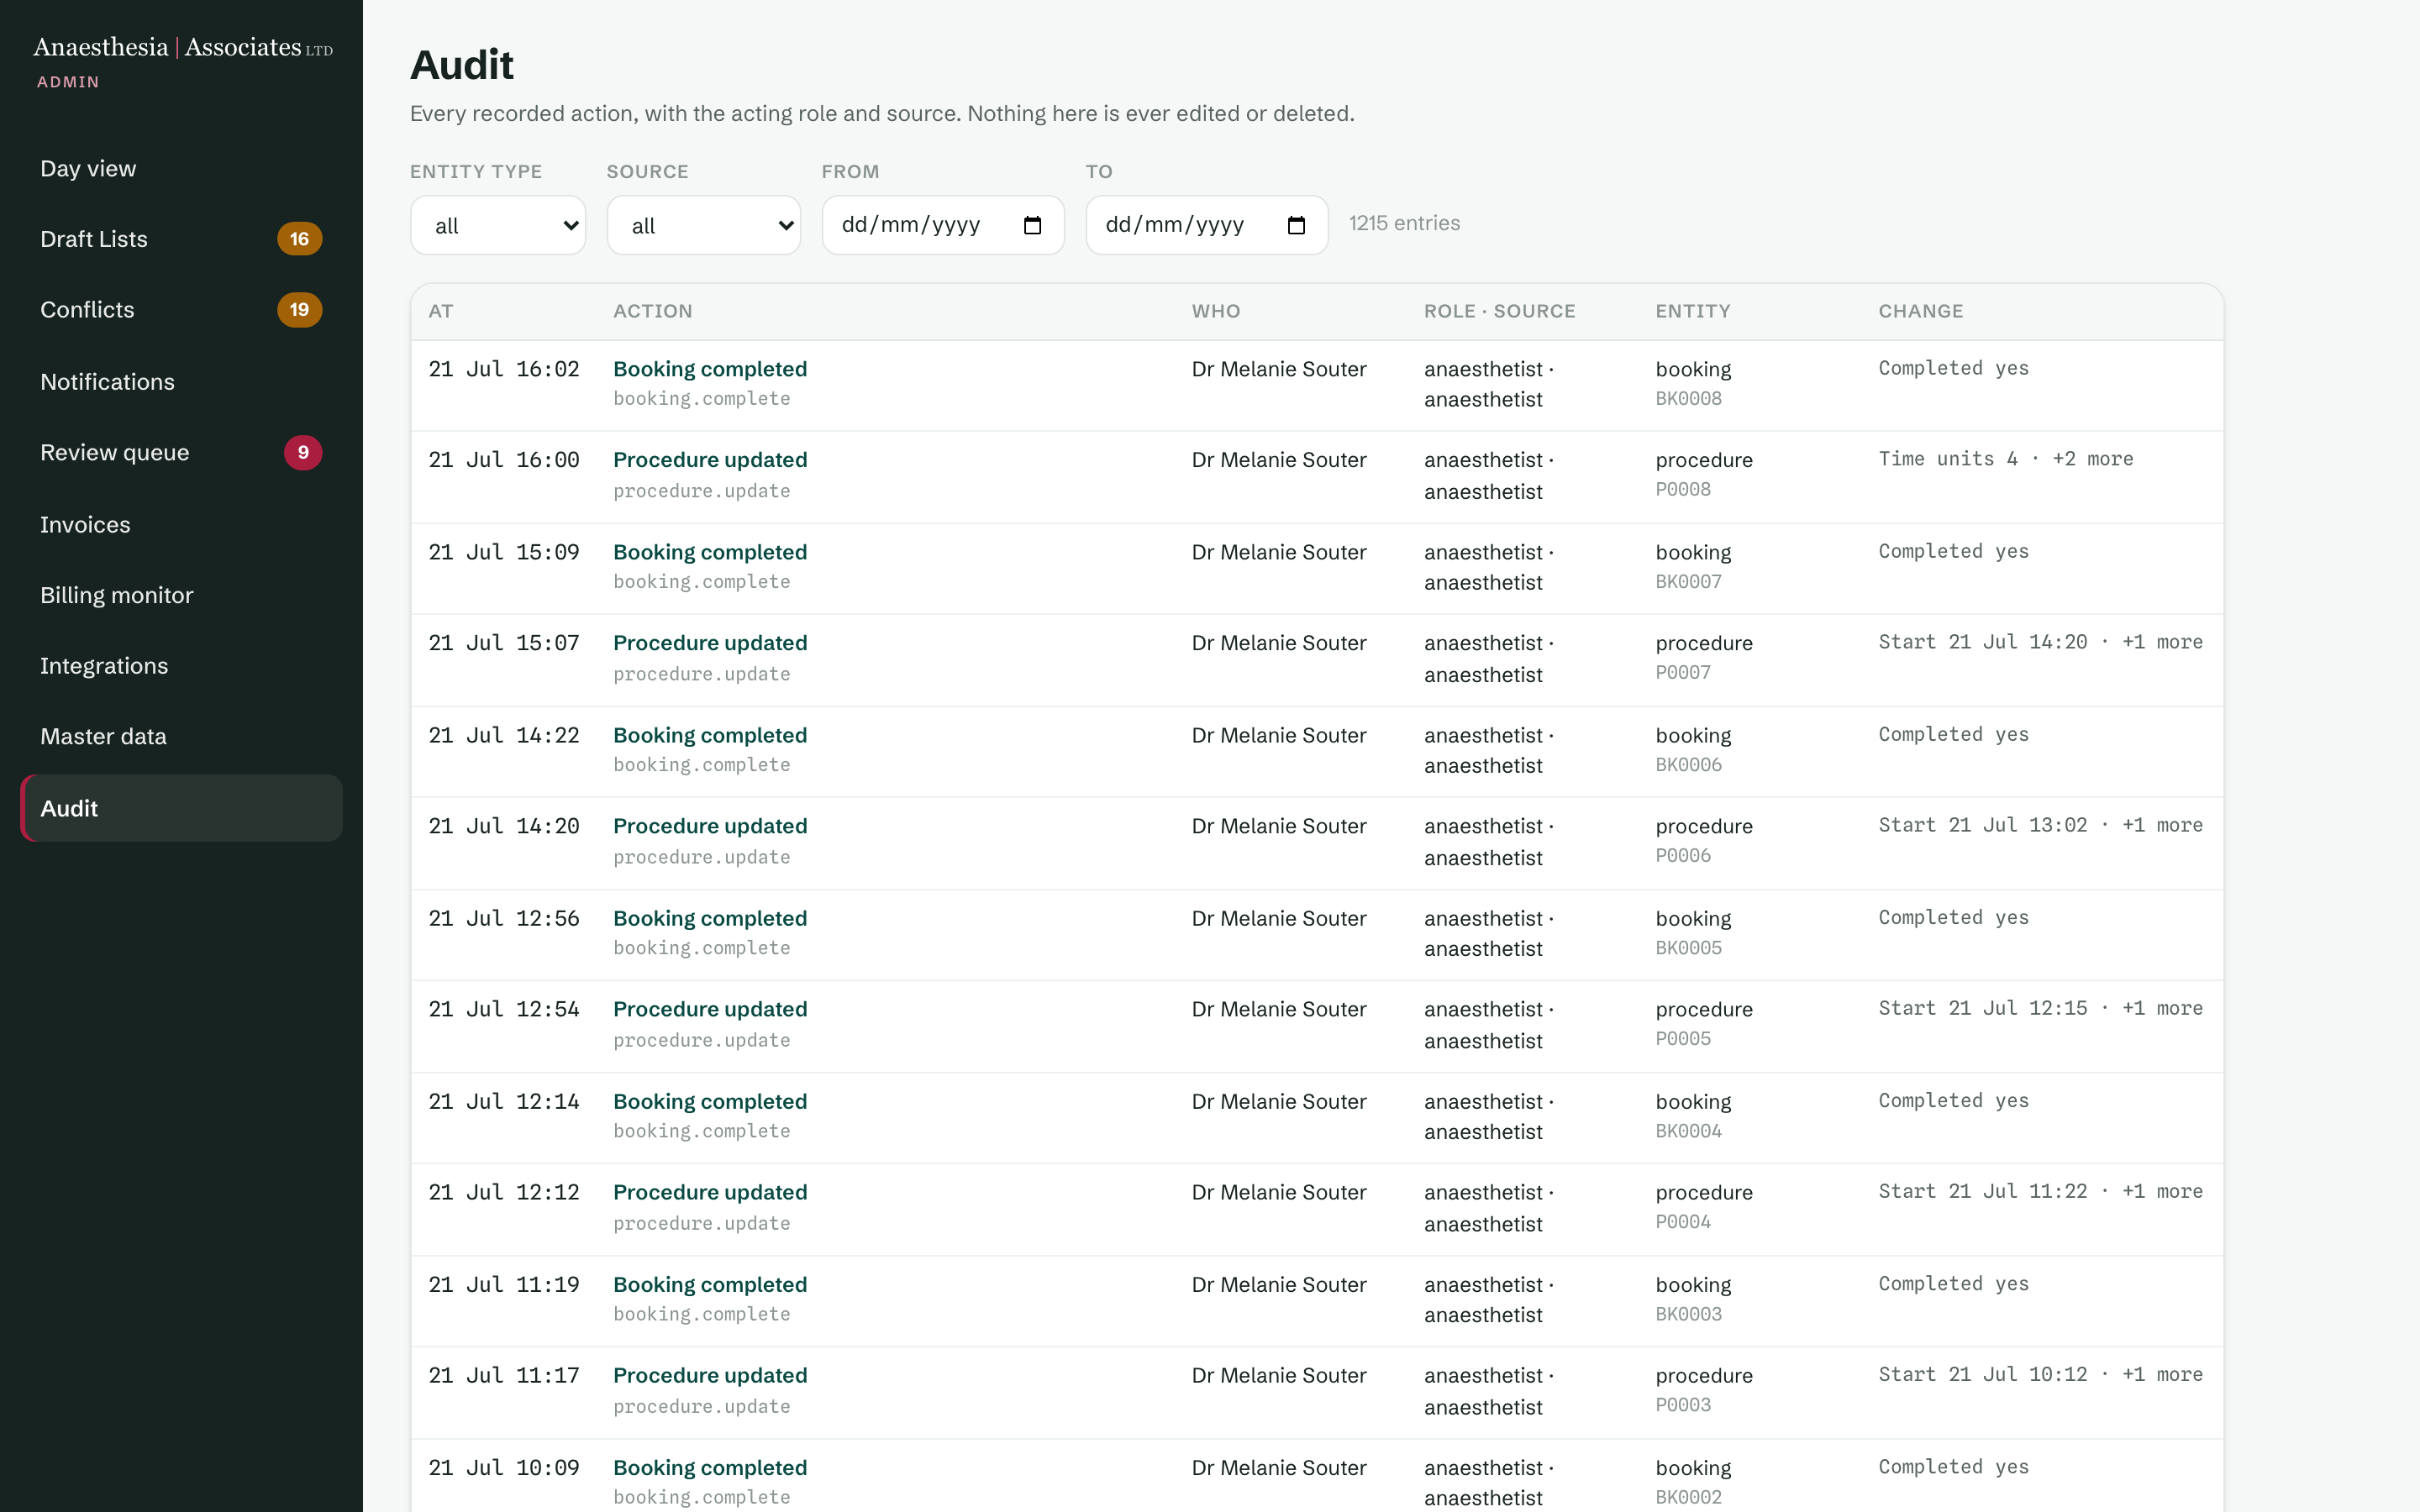 Anaesthesia | Associates LTD
ADMIN
Day view
Draft Lists 16
Conflicts 19
Notifications
Review queue 9
Invoices
Billing monitor
Integrations
Master data
Audit
Audit
Every recorded action, with the acting role and source. Nothing here is ever edited or deleted.
ENTITY TYPE SOURCE FROM TO
all all dd/mm/yyyy dd/mm/yyyy 1215 entries
AT ACTION WHO ROLE · SOURCE ENTITY CHANGE
21 Jul 16:02 Booking completed Dr Melanie Souter anaesthetist · booking Completed yes
booking.complete anaesthetist BK0008
21 Jul 16:00 Procedure updated Dr Melanie Souter anaesthetist · procedure Time units 4 · +2 more
procedure.update anaesthetist P0008
21 Jul 15:09 Booking completed Dr Melanie Souter anaesthetist · booking Completed yes
booking.complete anaesthetist BK0007
21 Jul 15:07 Procedure updated Dr Melanie Souter anaesthetist · procedure Start 21 Jul 14:20 · +1 more
procedure.update anaesthetist P0007
21 Jul 14:22 Booking completed Dr Melanie Souter anaesthetist · booking Completed yes
booking.complete anaesthetist BK0006
21 Jul 14:20 Procedure updated Dr Melanie Souter anaesthetist · procedure Start 21 Jul 13:02 · +1 more
procedure.update anaesthetist P0006
21 Jul 12:56 Booking completed Dr Melanie Souter anaesthetist · booking Completed yes
booking.complete anaesthetist BK0005
21 Jul 12:54 Procedure updated Dr Melanie Souter anaesthetist · procedure Start 21 Jul 12:15 · +1 more
procedure.update anaesthetist P0005
21 Jul 12:14 Booking completed Dr Melanie Souter anaesthetist · booking Completed yes
booking.complete anaesthetist BK0004
21 Jul 12:12 Procedure updated Dr Melanie Souter anaesthetist · procedure Start 21 Jul 11:22 · +1 more
procedure.update anaesthetist P0004
21 Jul 11:19 Booking completed Dr Melanie Souter anaesthetist · booking Completed yes
booking.complete anaesthetist BK0003
21 Jul 11:17 Procedure updated Dr Melanie Souter anaesthetist · procedure Start 21 Jul 10:12 · +1 more
procedure.update anaesthetist P0003
21 Jul 10:09 Booking completed Dr Melanie Souter anaesthetist · booking Completed yes
booking.complete anaesthetist BK0002